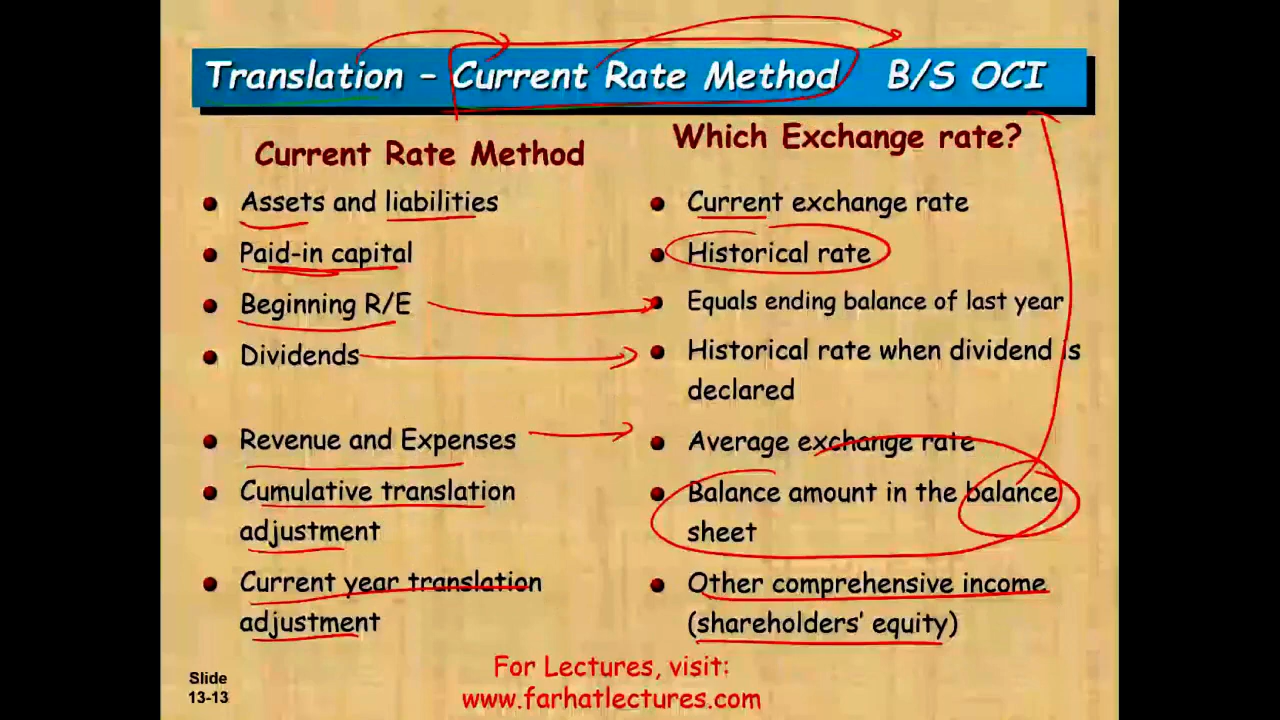 Translation – Current Rate Method B/S OCI
Current Rate Method
Which Exchange rate?
Assets and liabilities
Current exchange rate
Paid-in capital
Historical rate
Beginning R/E
Equals ending balance of last year
Dividends
Historical rate when dividend is
declared
Revenue and Expenses
Average exchange rate
Cumulative translation
adjustment
Balance amount in the balance
sheet
Current year translation
adjustment
Other comprehensive income
(shareholders' equity)
For Lectures, visit:
www.farhatlectures.com
Slide
13-13